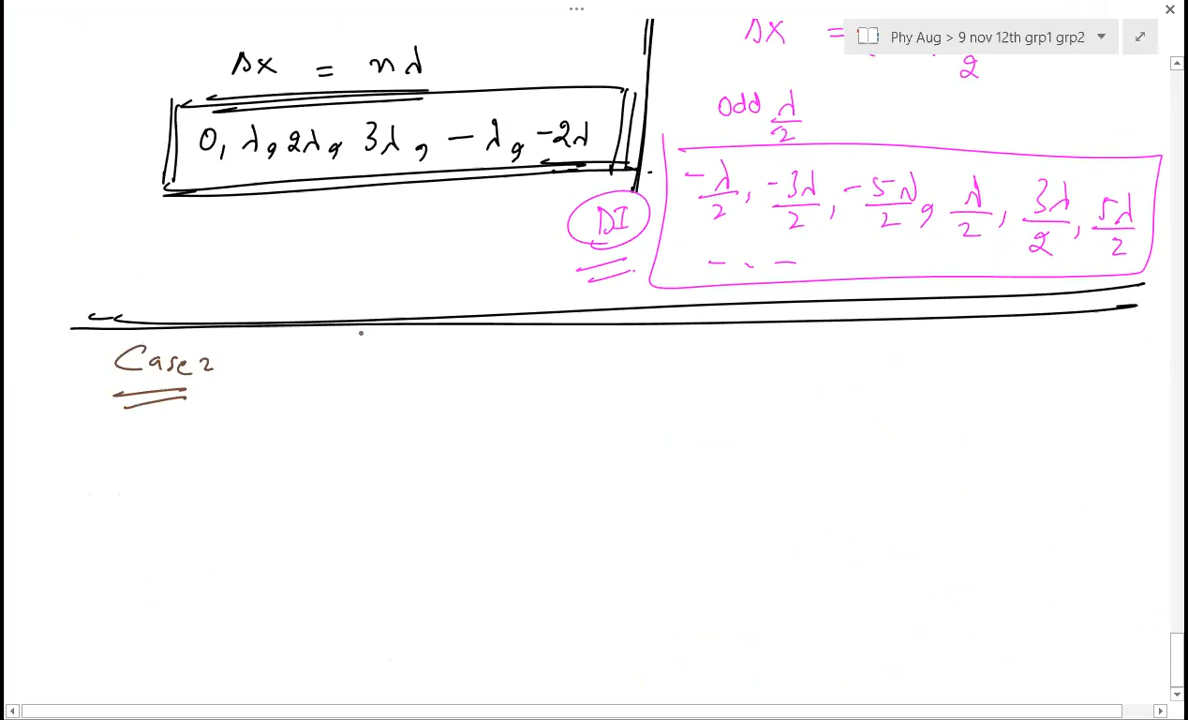 Phy Aug > 9 nov 12th grp1 grp2
Δx = nλ
0, λ, 2λ, 3λ, -λ, -2λ
Δx =
2
odd λ/2
-λ/2, -3λ/2, -5λ/2, λ/2, 3λ/2, 5λ/2
- . -
DI
Case 2